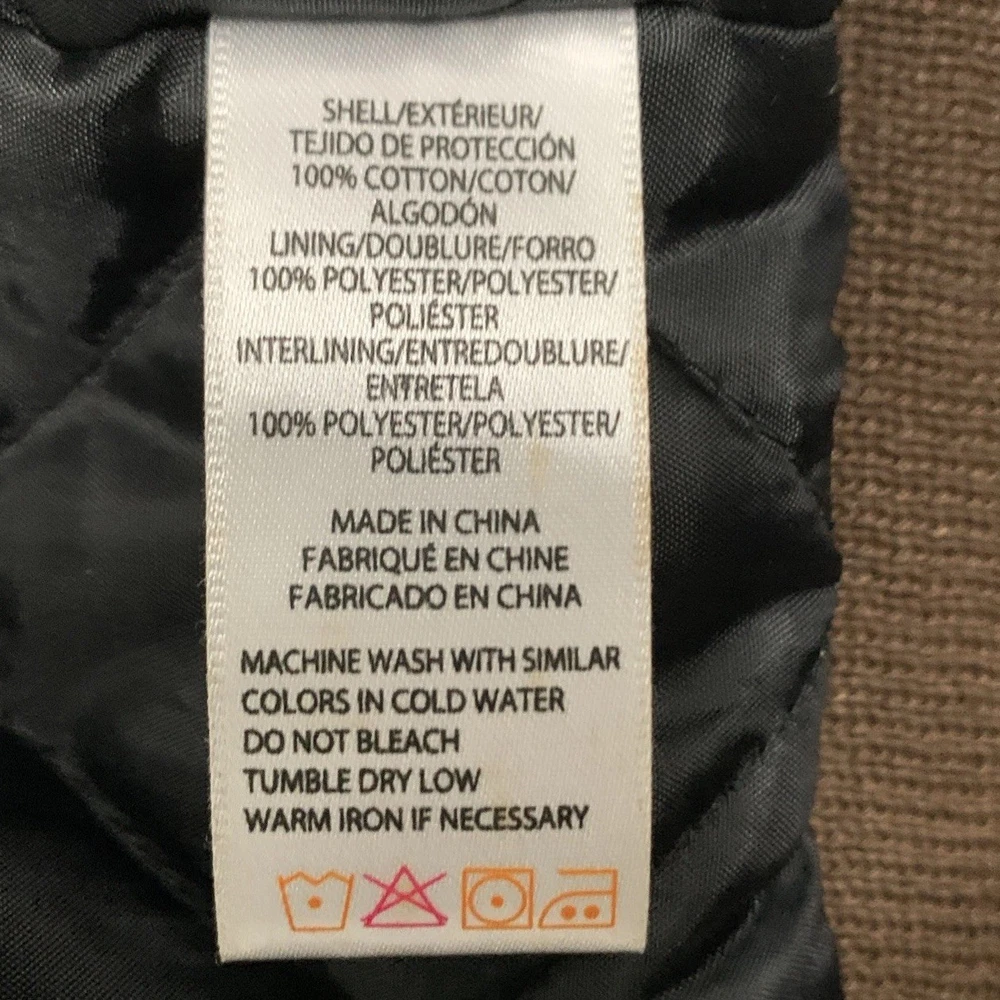 SHELL/EXTÉRIEUR/
TEJIDO DE PROTECCIÓN
100% COTTON/COTON/
ALGODÓN
LINING/DOUBLURE/FORRO
100% POLYESTER/POLYESTER/
POLIÉSTER
INTERLINING/ENTREDOUBLURE/
ENTRETELA
100% POLYESTER/POLYESTER/
POLIÉSTER
MADE IN CHINA
FABRIQUÉ EN CHINE
FABRICADO EN CHINA
MACHINE WASH WITH SIMILAR
COLORS IN COLD WATER
DO NOT BLEACH
TUMBLE DRY LOW
WARM IRON IF NECESSARY